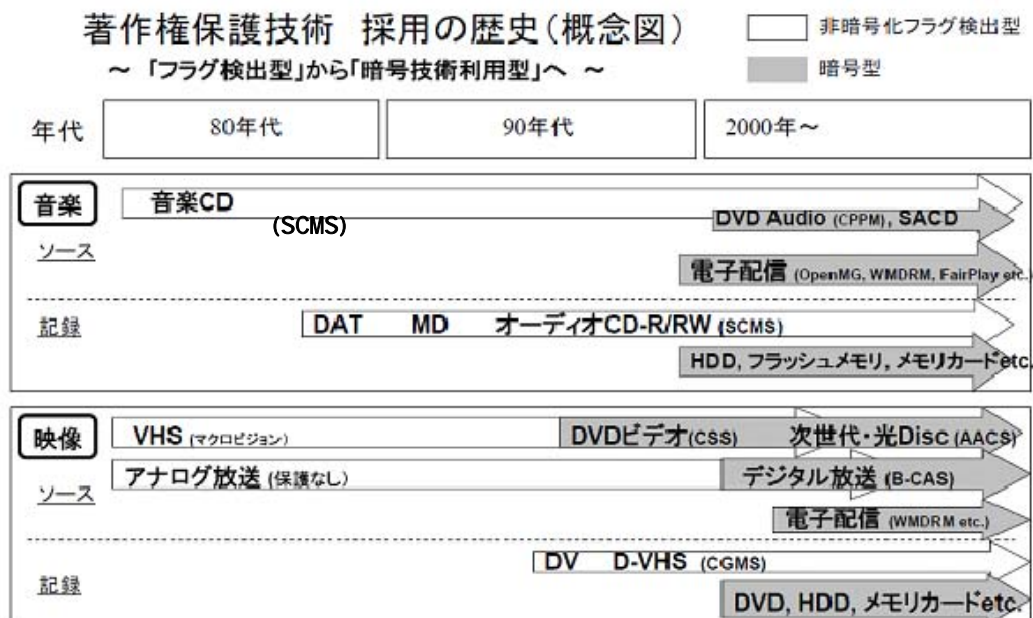 著作権保護技術 採用の歴史(概念図)
～ 「フラグ検出型」から「暗号技術利用型」へ ～
非暗号化フラグ検出型
暗号型
年代 80年代 90年代 2000年～
音楽
音楽CD
(SCMS)
DVD Audio (CPPM), SACD
ソース
電子配信 (OpenMG, WMDRM, FairPlay etc.)
記録
DAT MD オーディオCD-R/RW (SCMS)
HDD, フラッシュメモリ, メモリカードetc.
映像
VHS (マクロビジョン)
DVDビデオ(CSS) 次世代・光Disc (AACS)
アナログ放送 (保護なし)
デジタル放送 (B-CAS)
ソース
電子配信 (WMDRM etc.)
DV D-VHS (CGMS)
記録
DVD, HDD, メモリカードetc.